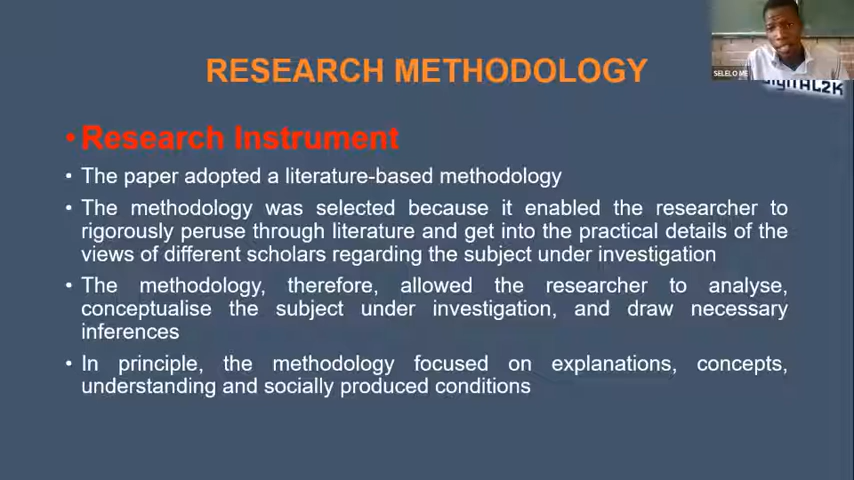 RESEARCH METHODOLOGY
SELELO ME
DIGITAL2K
• Research Instrument
• The paper adopted a literature-based methodology
• The methodology was selected because it enabled the researcher to
rigorously peruse through literature and get into the practical details of the
views of different scholars regarding the subject under investigation
• The methodology, therefore, allowed the researcher to analyse,
conceptualise the subject under investigation, and draw necessary
inferences
• In principle, the methodology focused on explanations, concepts,
understanding and socially produced conditions